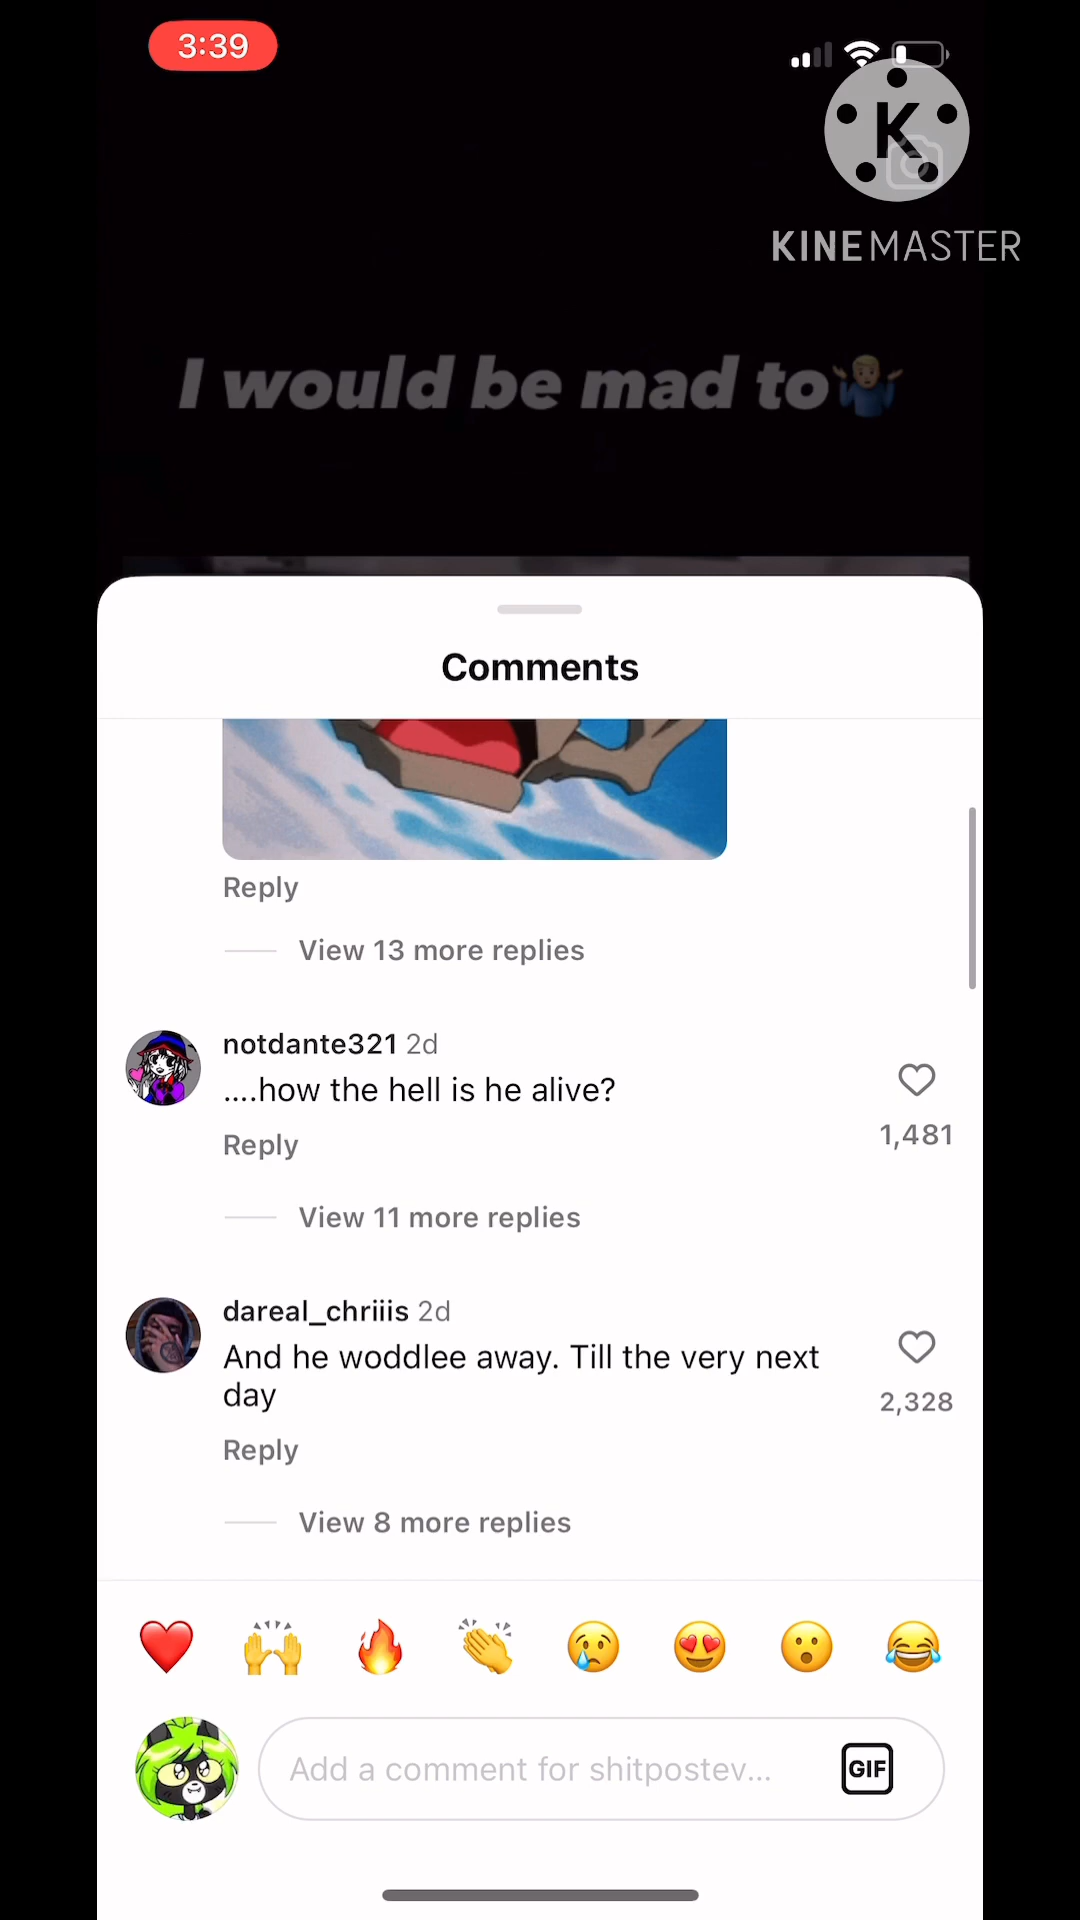 3:39
K
KINEMASTER
I would be mad to🤷
Comments
Reply
View 13 more replies
notdante321 2d
....how the hell is he alive?
1,481
Reply
View 11 more replies
dareal_chriiis 2d
And he woddlee away. Till the very next
day
2,328
Reply
View 8 more replies
Add a comment for shitpostev...
GIF